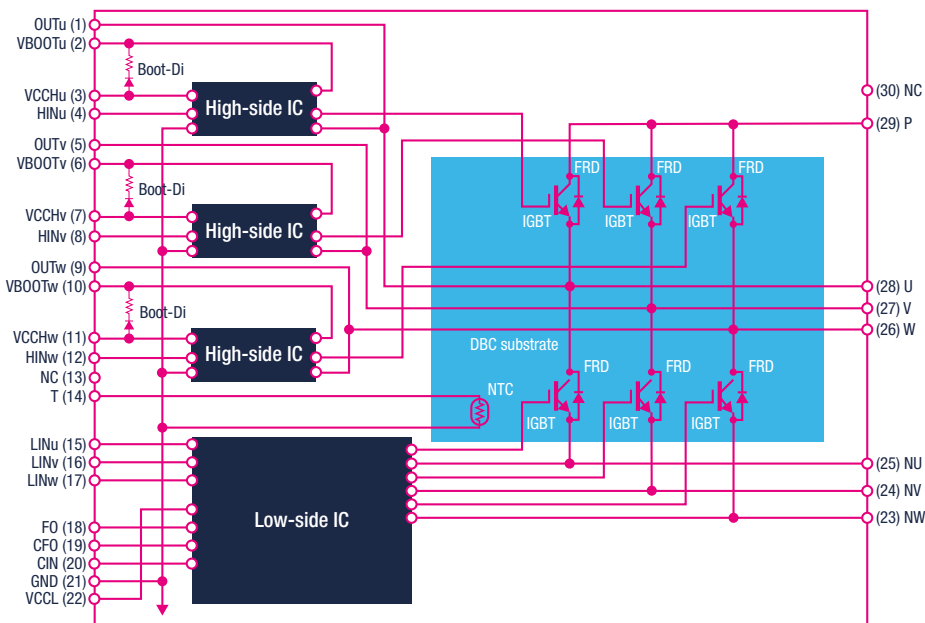 OUTu (1)
VBOOTu (2)
Boot-Di
VCCHu (3)
HINu (4)
High-side IC
OUTv (5)
VBOOTv (6)
Boot-Di
VCCHv (7)
HINv (8)
High-side IC
OUTw (9)
VBOOTw (10)
Boot-Di
VCCHw (11)
HINw (12)
High-side IC
NC (13)
T (14)
NTC
LINu (15)
LINv (16)
LINw (17)
Low-side IC
FO (18)
CFO (19)
CIN (20)
GND (21)
VCCL (22)
FRD
FRD
FRD
IGBT
IGBT
IGBT
DBC substrate
FRD
FRD
FRD
IGBT
IGBT
IGBT
(30) NC
(29) P
(28) U
(27) V
(26) W
(25) NU
(24) NV
(23) NW